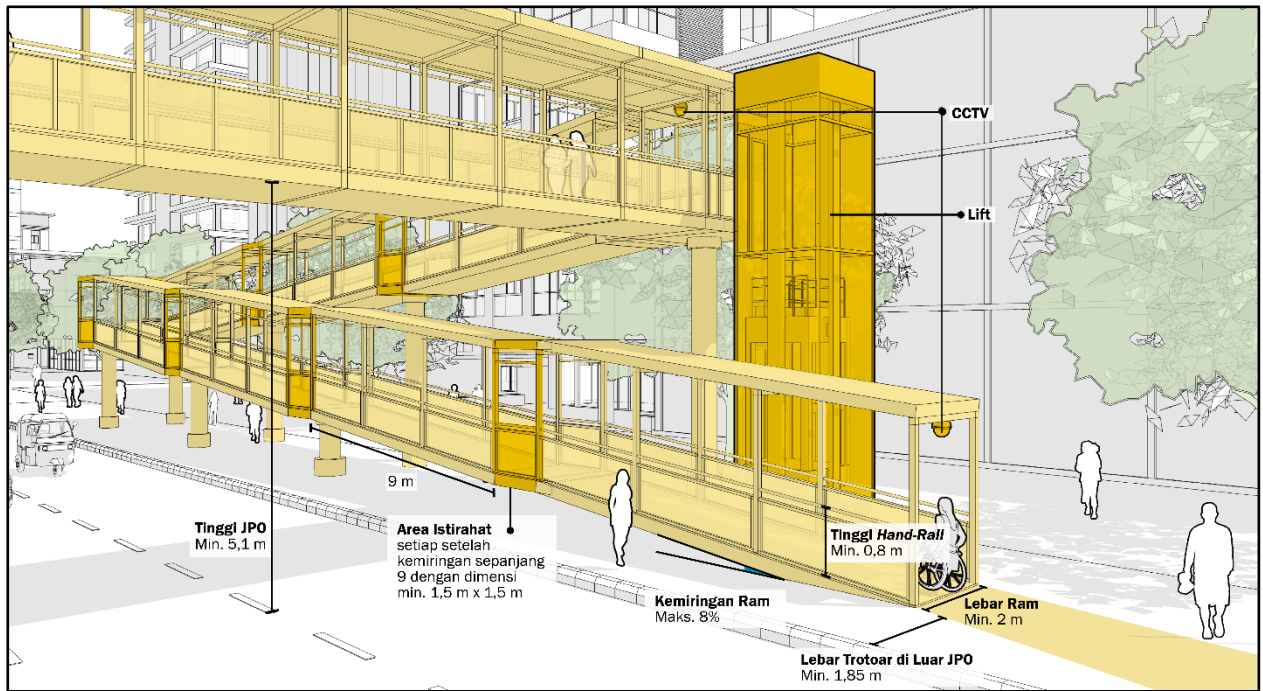 CCTV
Lift
9 m
Tinggi JPO
Min. 5,1 m
Area Istirahat
setiap setelah
kemiringan sepanjang
9 dengan dimensi
min. 1,5 m x 1,5 m
Tinggi Hand-Rail
Min. 0,8 m
Kemiringan Ram
Maks. 8%
Lebar Ram
Min. 2 m
Lebar Trotoar di Luar JPO
Min. 1,85 m